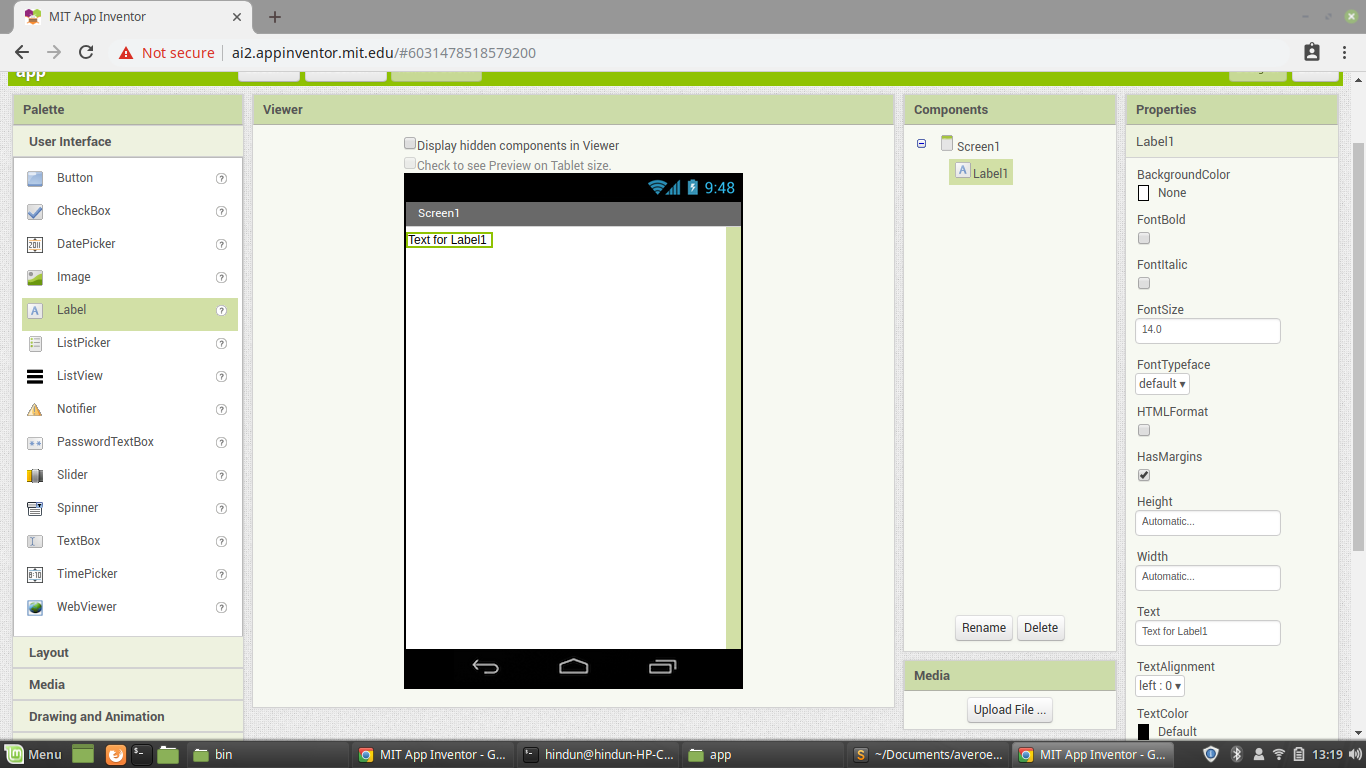 MIT App Inventor
Not secure
ai2.appinventor.mit.edu/#6031478518579200
app
Palette
User Interface
Button
CheckBox
DatePicker
Image
Label
ListPicker
ListView
Notifier
PasswordTextBox
Slider
Spinner
TextBox
TimePicker
WebViewer
Layout
Media
Drawing and Animation
Viewer
Display hidden components in Viewer
Check to see Preview on Tablet size.
9:48
Screen1
Text for Label1
Components
Screen1
Label1
Rename
Delete
Media
Upload File ...
Properties
Label1
BackgroundColor
None
FontBold
FontItalic
FontSize
14.0
FontTypeface
default
HTMLFormat
HasMargins
Height
Automatic...
Width
Automatic...
Text
Text for Label1
TextAlignment
left : 0
TextColor
Default
Menu
bin
MIT App Inventor - G...
hindun@hindun-HP-C...
app
~/Documents/averoe...
MIT App Inventor - G...
13:19